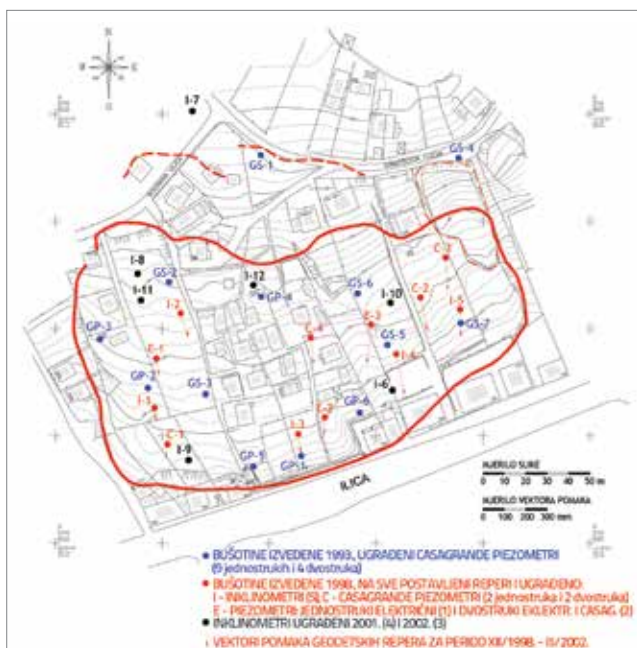 N
W
E
S
I-7
GS-1
GS-4
I-8
I-11
GS-2
I-2
I-12
GP-4
GS-6
I-10
C-2
I-5
GS-7
GP-3
E-1
C-4
E-3
GS-5
I-4
GP-2
I-1
GS-3
I-6
E-2
GP-6
C-1
I-9
I-3
GP-5
ILICA
MJERILO SLIKE
0 10 20 30 40 50 m
MJERILO VEKTORA POMAKA
0 100 200 300 mm
BUŠOTINE IZVEDENE 1993, UGRAĐENI CASAGRANDE PIEZOMETRI
(9 jednostrukih i 4 dvostruka)
BUŠOTINE IZVEDENE 1998, NA SVE POSTAVLJENI REPERI I UGRAĐENO:
I - INKLINOMETRI (5), C - CASAGRANDE PIEZOMETRI (2 jednostruka i 2 dvostruka)
E - PIEZOMETRI: JEDNOSTRUKI ELEKTRIČNI (1) I DVOSTRUKI ELEKTR. I CASAG. (2)
INKLINOMETRI UGRAĐENI 2001. (4) I 2002. (3)
VEKTORI POMAKA GEODETSKIH REPERA ZA PERIOD XII/1998. - III/2002.